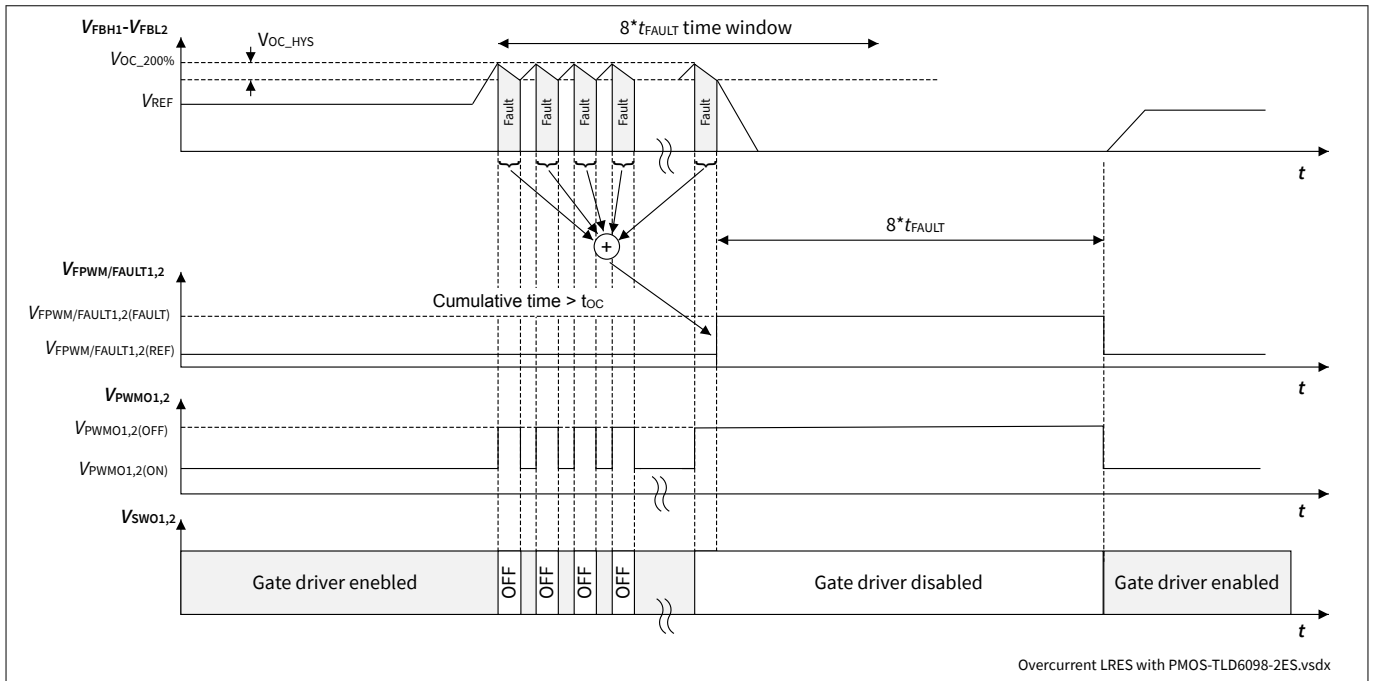 VFBH1-VFBL2
8*tFAULT time window
VOC_HYS
VOC_200%
VREF
Fault
Fault
Fault
Fault
Fault
t
+
8*tFAULT
VFPWM/FAULT1,2
Cumulative time > tOC
VFPWM/FAULT1,2(FAULT)
VFPWM/FAULT1,2(REF)
t
VPWMO1,2
VPWMO1,2(OFF)
VPWMO1,2(ON)
t
VSWO1,2
Gate driver enebled
OFF
OFF
OFF
OFF
Gate driver disabled
Gate driver enabled
t
Overcurrent LRES with PMOS-TLD6098-2ES.vsdx